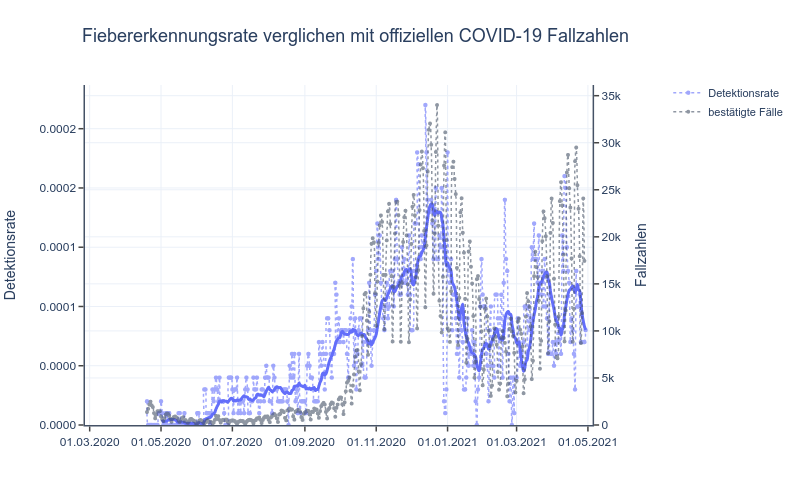 Fiebererkennungsrate verglichen mit offiziellen COVID-19 Fallzahlen
Detektionsrate
bestätigte Fälle
Detektionsrate
0.0002
0.0002
0.0001
0.0001
0.0000
0.0000
35k
30k
25k
20k
15k
10k
5k
0
Fallzahlen
01.03.2020 01.05.2020 01.07.2020 01.09.2020 01.11.2020 01.01.2021 01.03.2021 01.05.2021